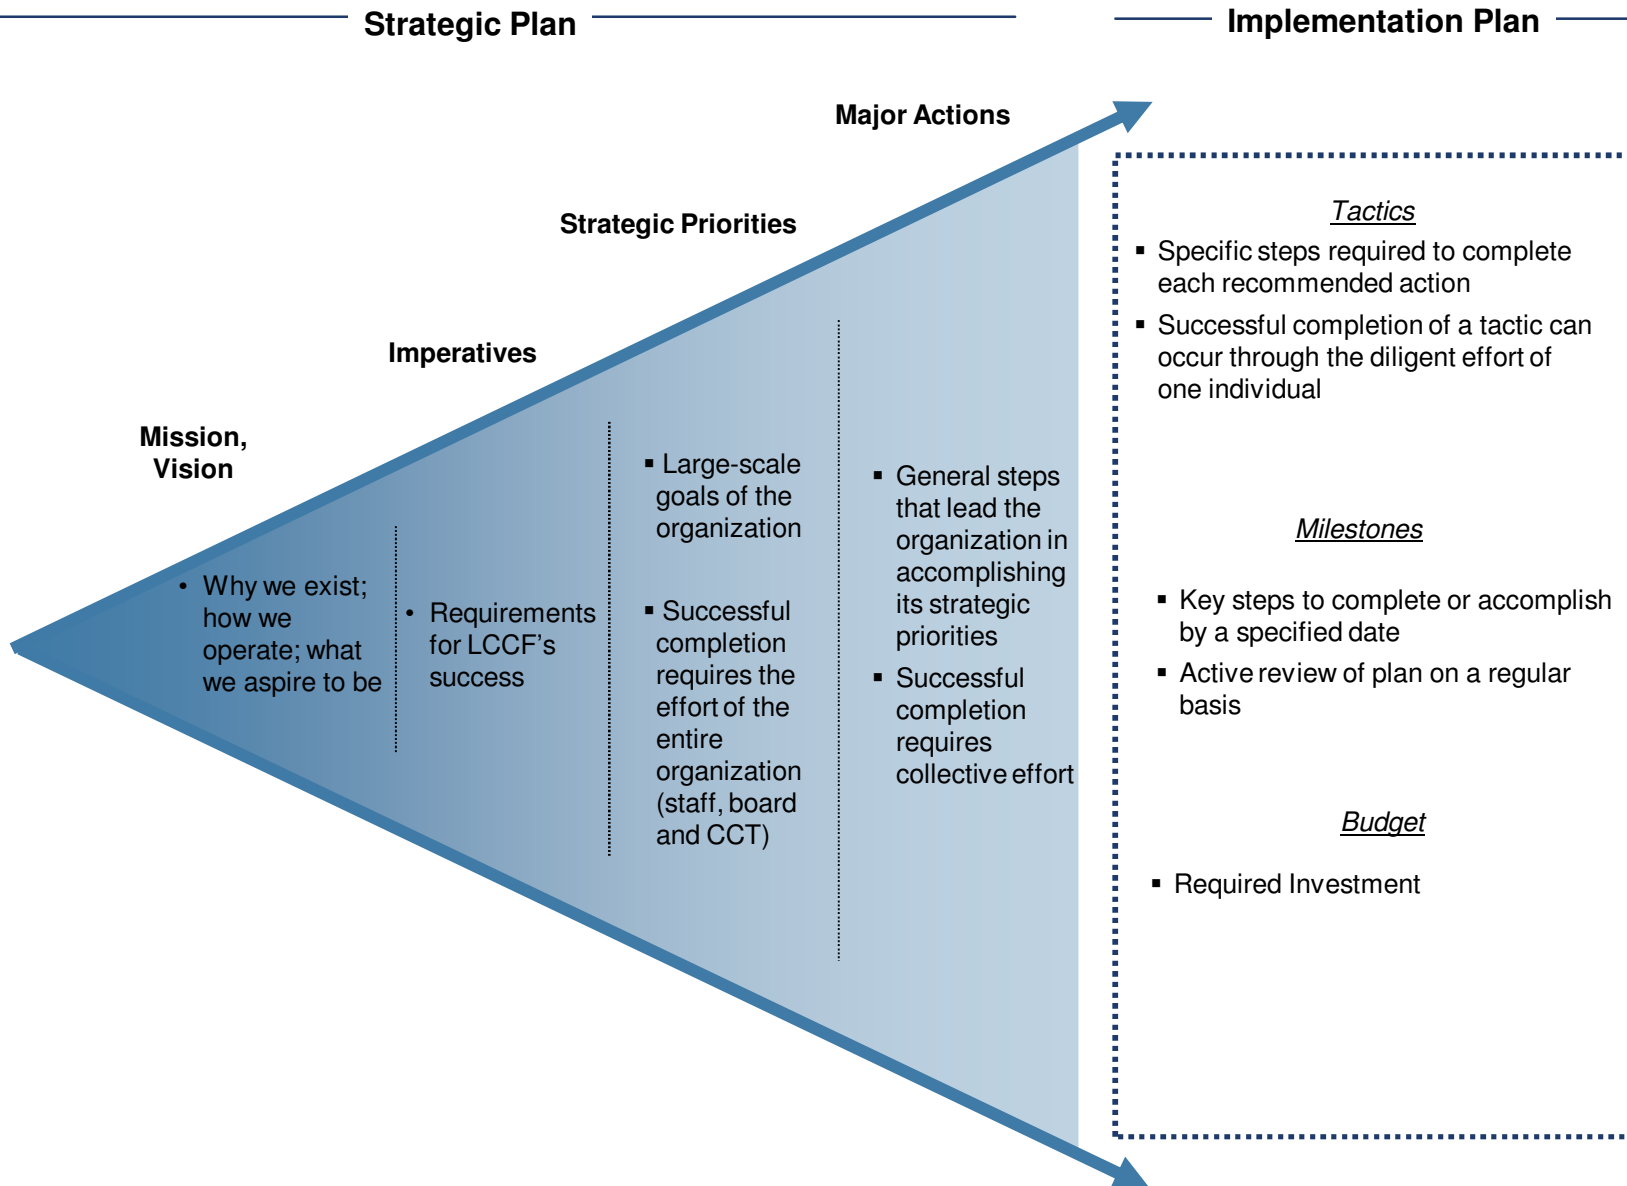 Strategic Plan
Implementation Plan
Major Actions
Strategic Priorities
Imperatives
Mission,
Vision
• Why we exist;
how we
operate; what
we aspire to be
• Requirements
for LCCF's
success
▪ Large-scale
goals of the
organization
▪ Successful
completion
requires the
effort of the
entire
organization
(staff, board
and CCT)
▪ General steps
that lead the
organization in
accomplishing
its strategic
priorities
▪ Successful
completion
requires
collective effort
Tactics
▪ Specific steps required to complete
each recommended action
▪ Successful completion of a tactic can
occur through the diligent effort of
one individual
Milestones
▪ Key steps to complete or accomplish
by a specified date
▪ Active review of plan on a regular
basis
Budget
▪ Required Investment